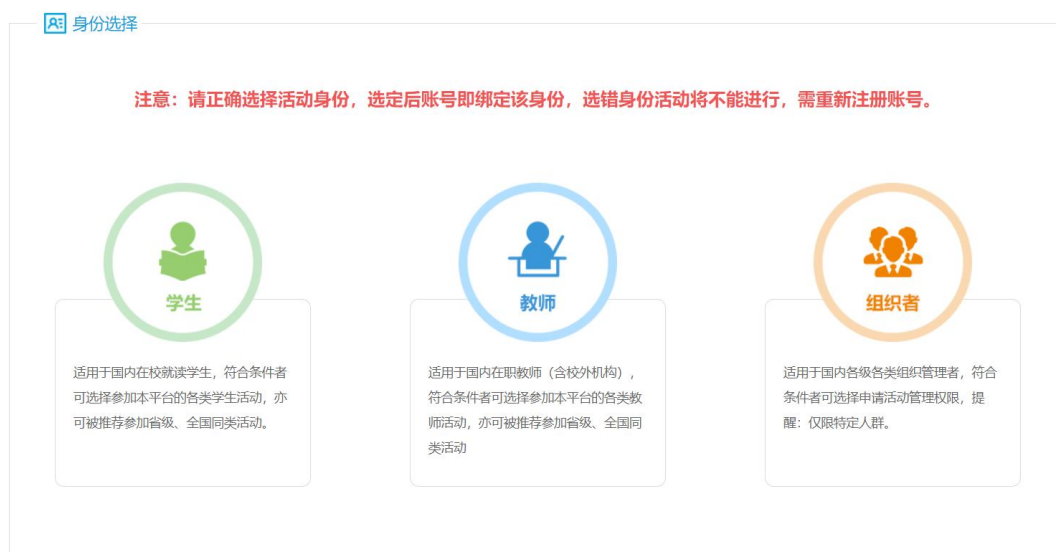 身份选择
注意：请正确选择活动身份，选定后账号即绑定该身份，选错身份活动将不能进行，需重新注册账号。
学生
适用于国内在校就读学生，符合条件者
可选择参加本平台的各类学生活动，亦
可被推荐参加省级、全国同类活动。
教师
适用于国内在职教师（含校外机构），
符合条件者可选择参加本平台的各类教
师活动，亦可被推荐参加省级、全国同
类活动
组织者
适用于国内各级各类组织管理者，符合
条件者可选择申请活动管理权限，提
醒：仅限特定人群。